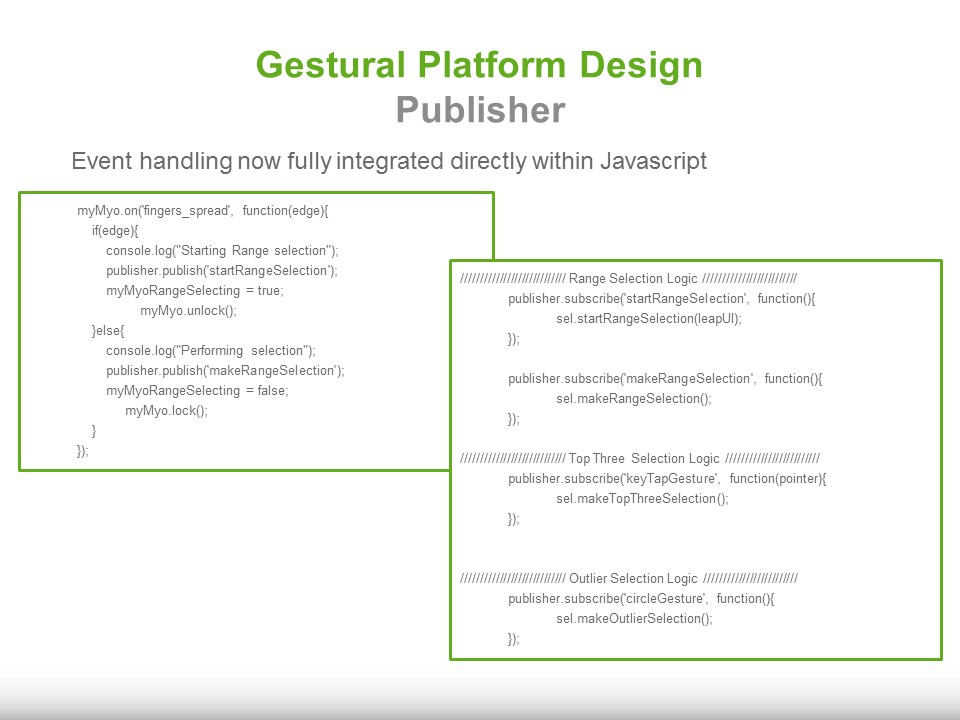 Gestural Platform Design
Publisher
Event handling now fully integrated directly within Javascript
myMyo.on('fingers_spread', function(edge){
if(edge){
console.log("Starting Range selection");
publisher.publish('startRangeSelection');
myMyoRangeSelecting = true;
myMyo.unlock();
}else{
console.log("Performing selection");
publisher.publish('makeRangeSelection');
myMyoRangeSelecting = false;
myMyo.lock();
}
});
//////////////////////////// Range Selection Logic /////////////////////////
publisher.subscribe('startRangeSelection', function(){
sel.startRangeSelection(leapUI);
});
publisher.subscribe('makeRangeSelection', function(){
sel.makeRangeSelection();
});
//////////////////////////// Top Three Selection Logic /////////////////////////
publisher.subscribe('keyTapGesture', function(pointer){
sel.makeTopThreeSelection();
});
//////////////////////////// Outlier Selection Logic /////////////////////////
publisher.subscribe('circleGesture', function(){
sel.makeOutlierSelection();
});